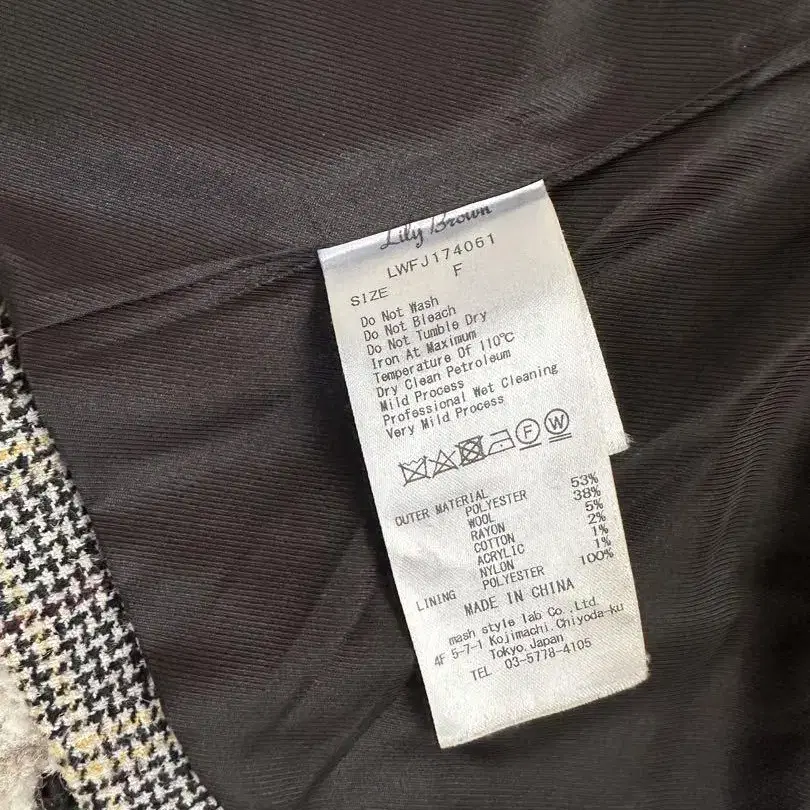 Lily Brown
LWFJ174061
SIZE F
Do Not Wash
Do Not Bleach
Do Not Tumble Dry
Iron At Maximum
Temperature Of 110℃
Dry Clean Petroleum
Mild Process
Professional Wet Cleaning
Very Mild Process
F W
OUTER MATERIAL
POLYESTER 53%
WOOL 38%
RAYON 5%
COTTON 2%
ACRYLIC 1%
NYLON 1%
LINING POLYESTER 100%
MADE IN CHINA
mash style lab Co.,Ltd.
4F 5-7-1 Kojimachi.Chiyoda-ku
Tokyo.Japan
TEL 03-5778-4105